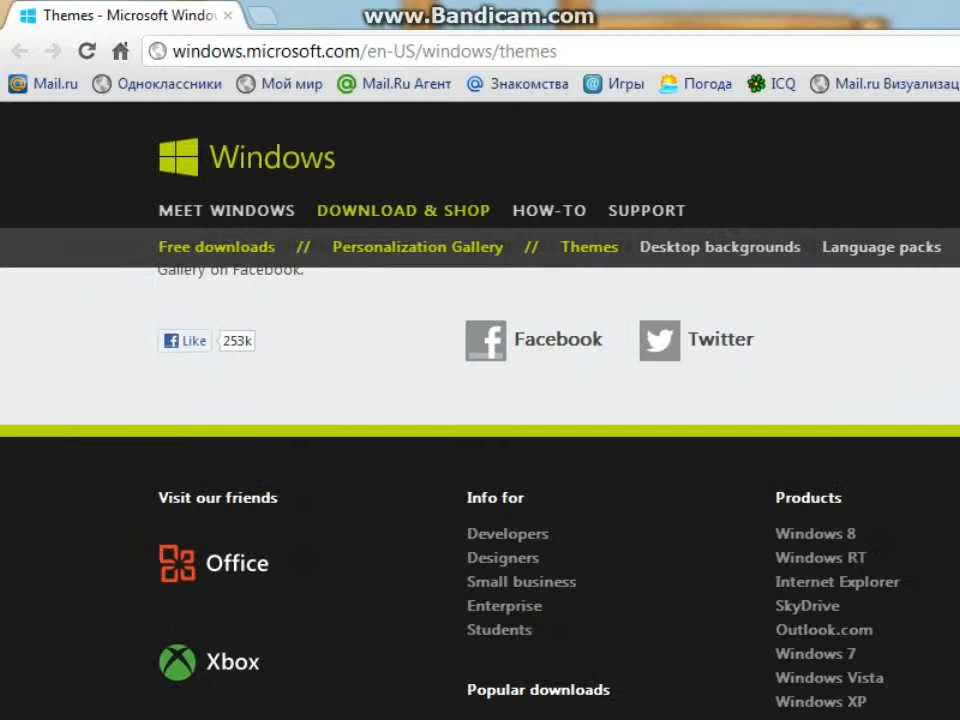 www.Bandicam.com
Themes - Microsoft Windo
windows.microsoft.com/en-US/windows/themes
Mail.ru Одноклассники Мой мир Mail.Ru Агент Знакомства Игры Погода ICQ Mail.ru Визуализац
Windows
MEET WINDOWS DOWNLOAD & SHOP HOW-TO SUPPORT
Free downloads // Personalization Gallery // Themes Desktop backgrounds Language packs
Gallery on Facebook.
Like 253k Facebook Twitter
Visit our friends Info for Products
Developers Windows 8
Designers Windows RT
Office
Small business Internet Explorer
Enterprise SkyDrive
Students Outlook.com
Windows 7
Xbox
Windows Vista
Popular downloads Windows XP